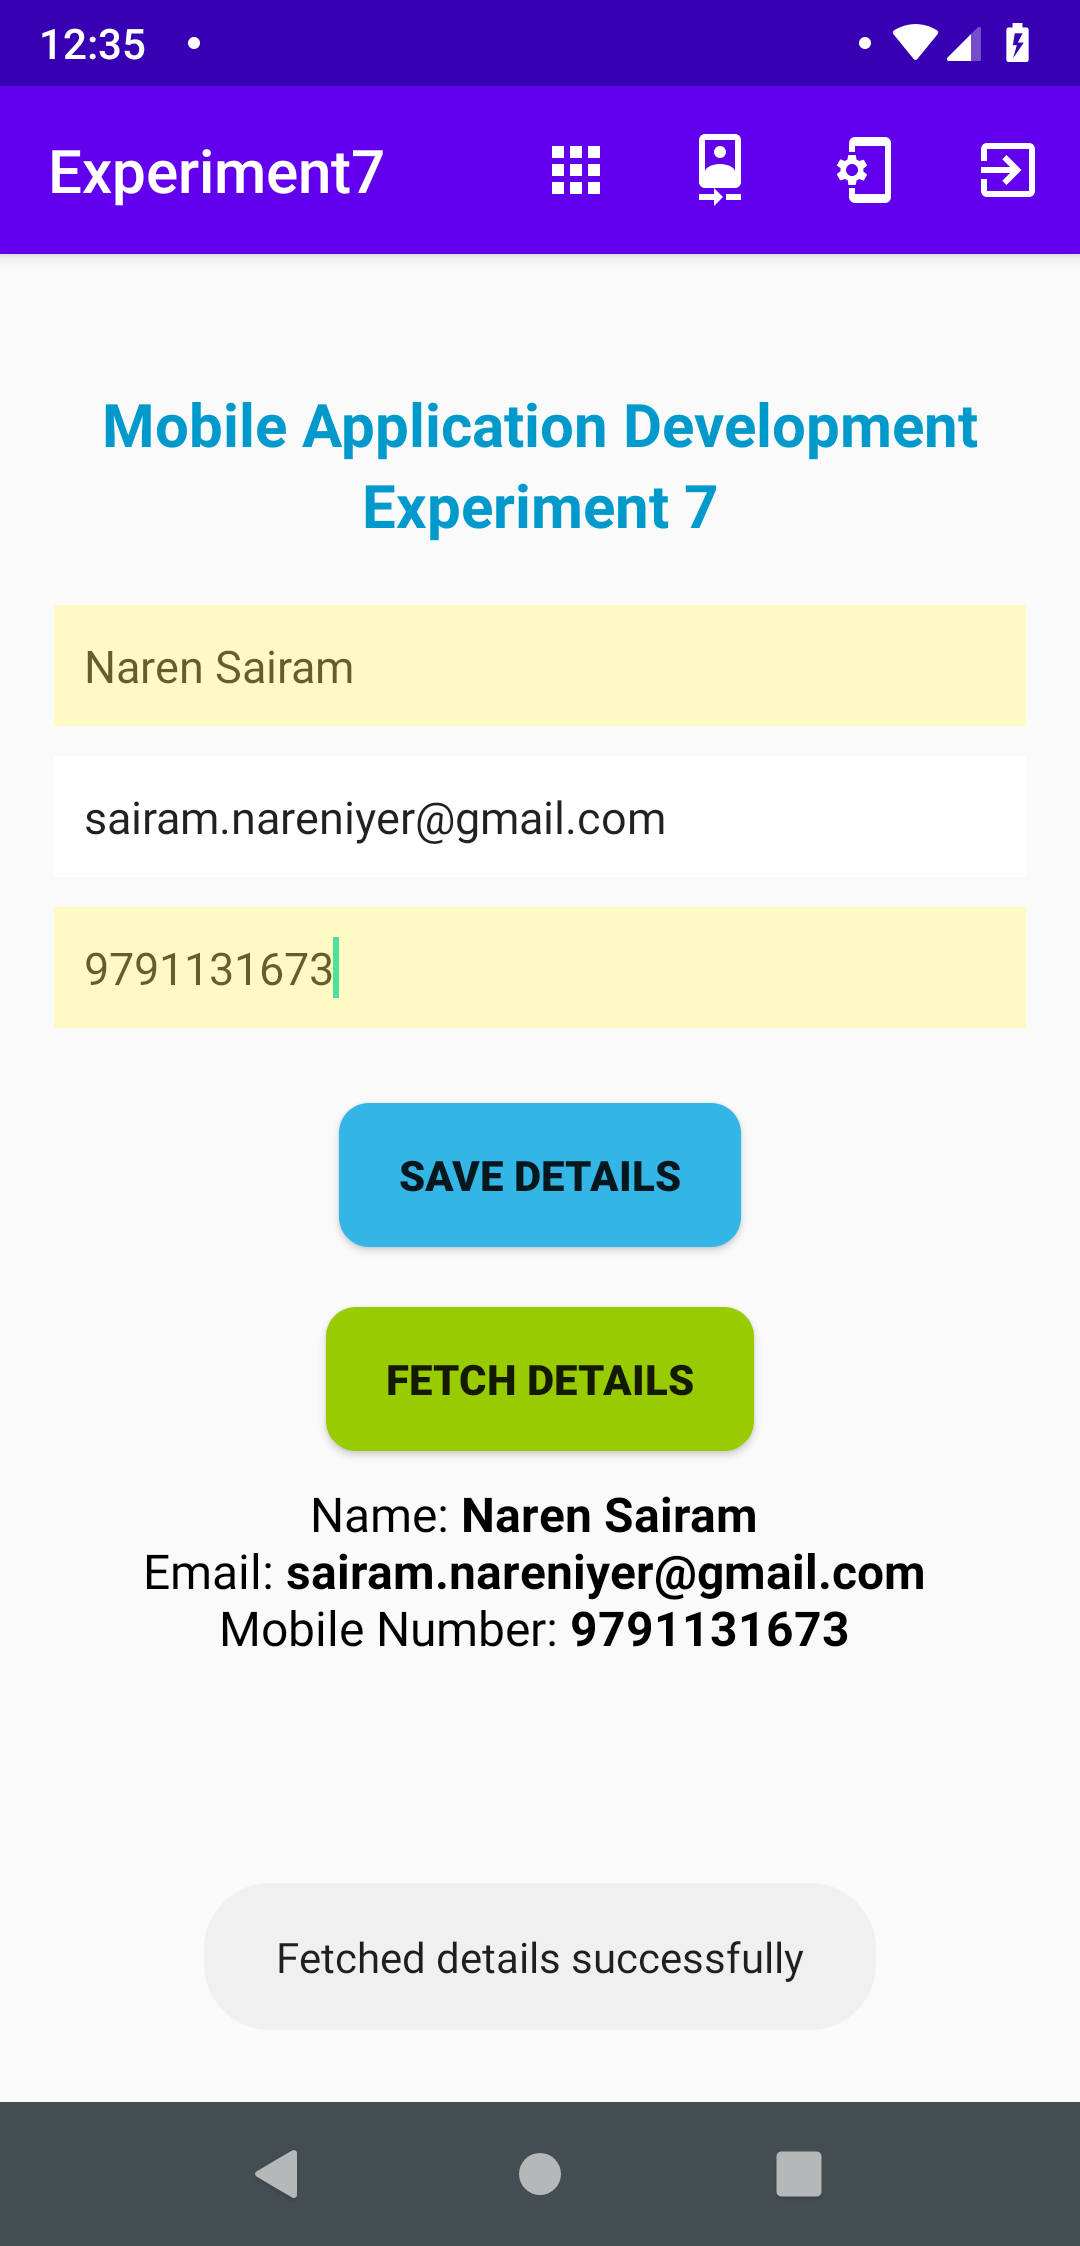 12:35
Experiment7
Mobile Application Development
Experiment 7
Naren Sairam
sairam.nareniyer@gmail.com
9791131673
SAVE DETAILS
FETCH DETAILS
Name: Naren Sairam
Email: sairam.nareniyer@gmail.com
Mobile Number: 9791131673
Fetched details successfully